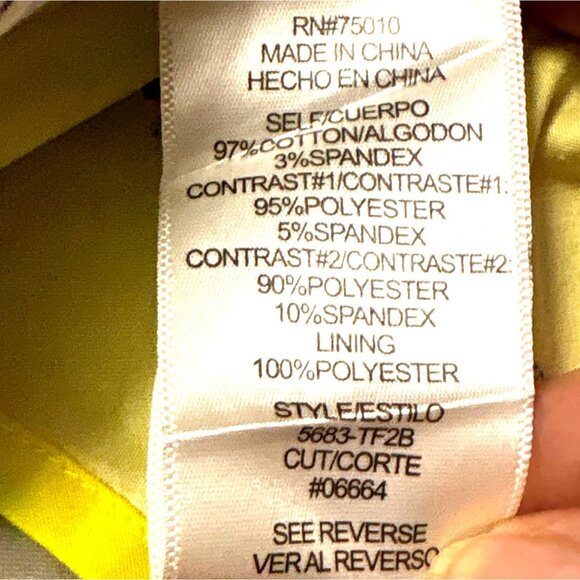 RN#75010
MADE IN CHINA
HECHO EN CHINA
SELF/CUERPO
97%COTTON/ALGODON
3%SPANDEX
CONTRAST#1/CONTRASTE#1:
95%POLYESTER
5%SPANDEX
CONTRAST#2/CONTRASTE#2:
90%POLYESTER
10%SPANDEX
LINING
100%POLYESTER
STYLE/ESTILO
5683-TF2B
CUT/CORTE
#06664
SEE REVERSE
VER AL REVERSO